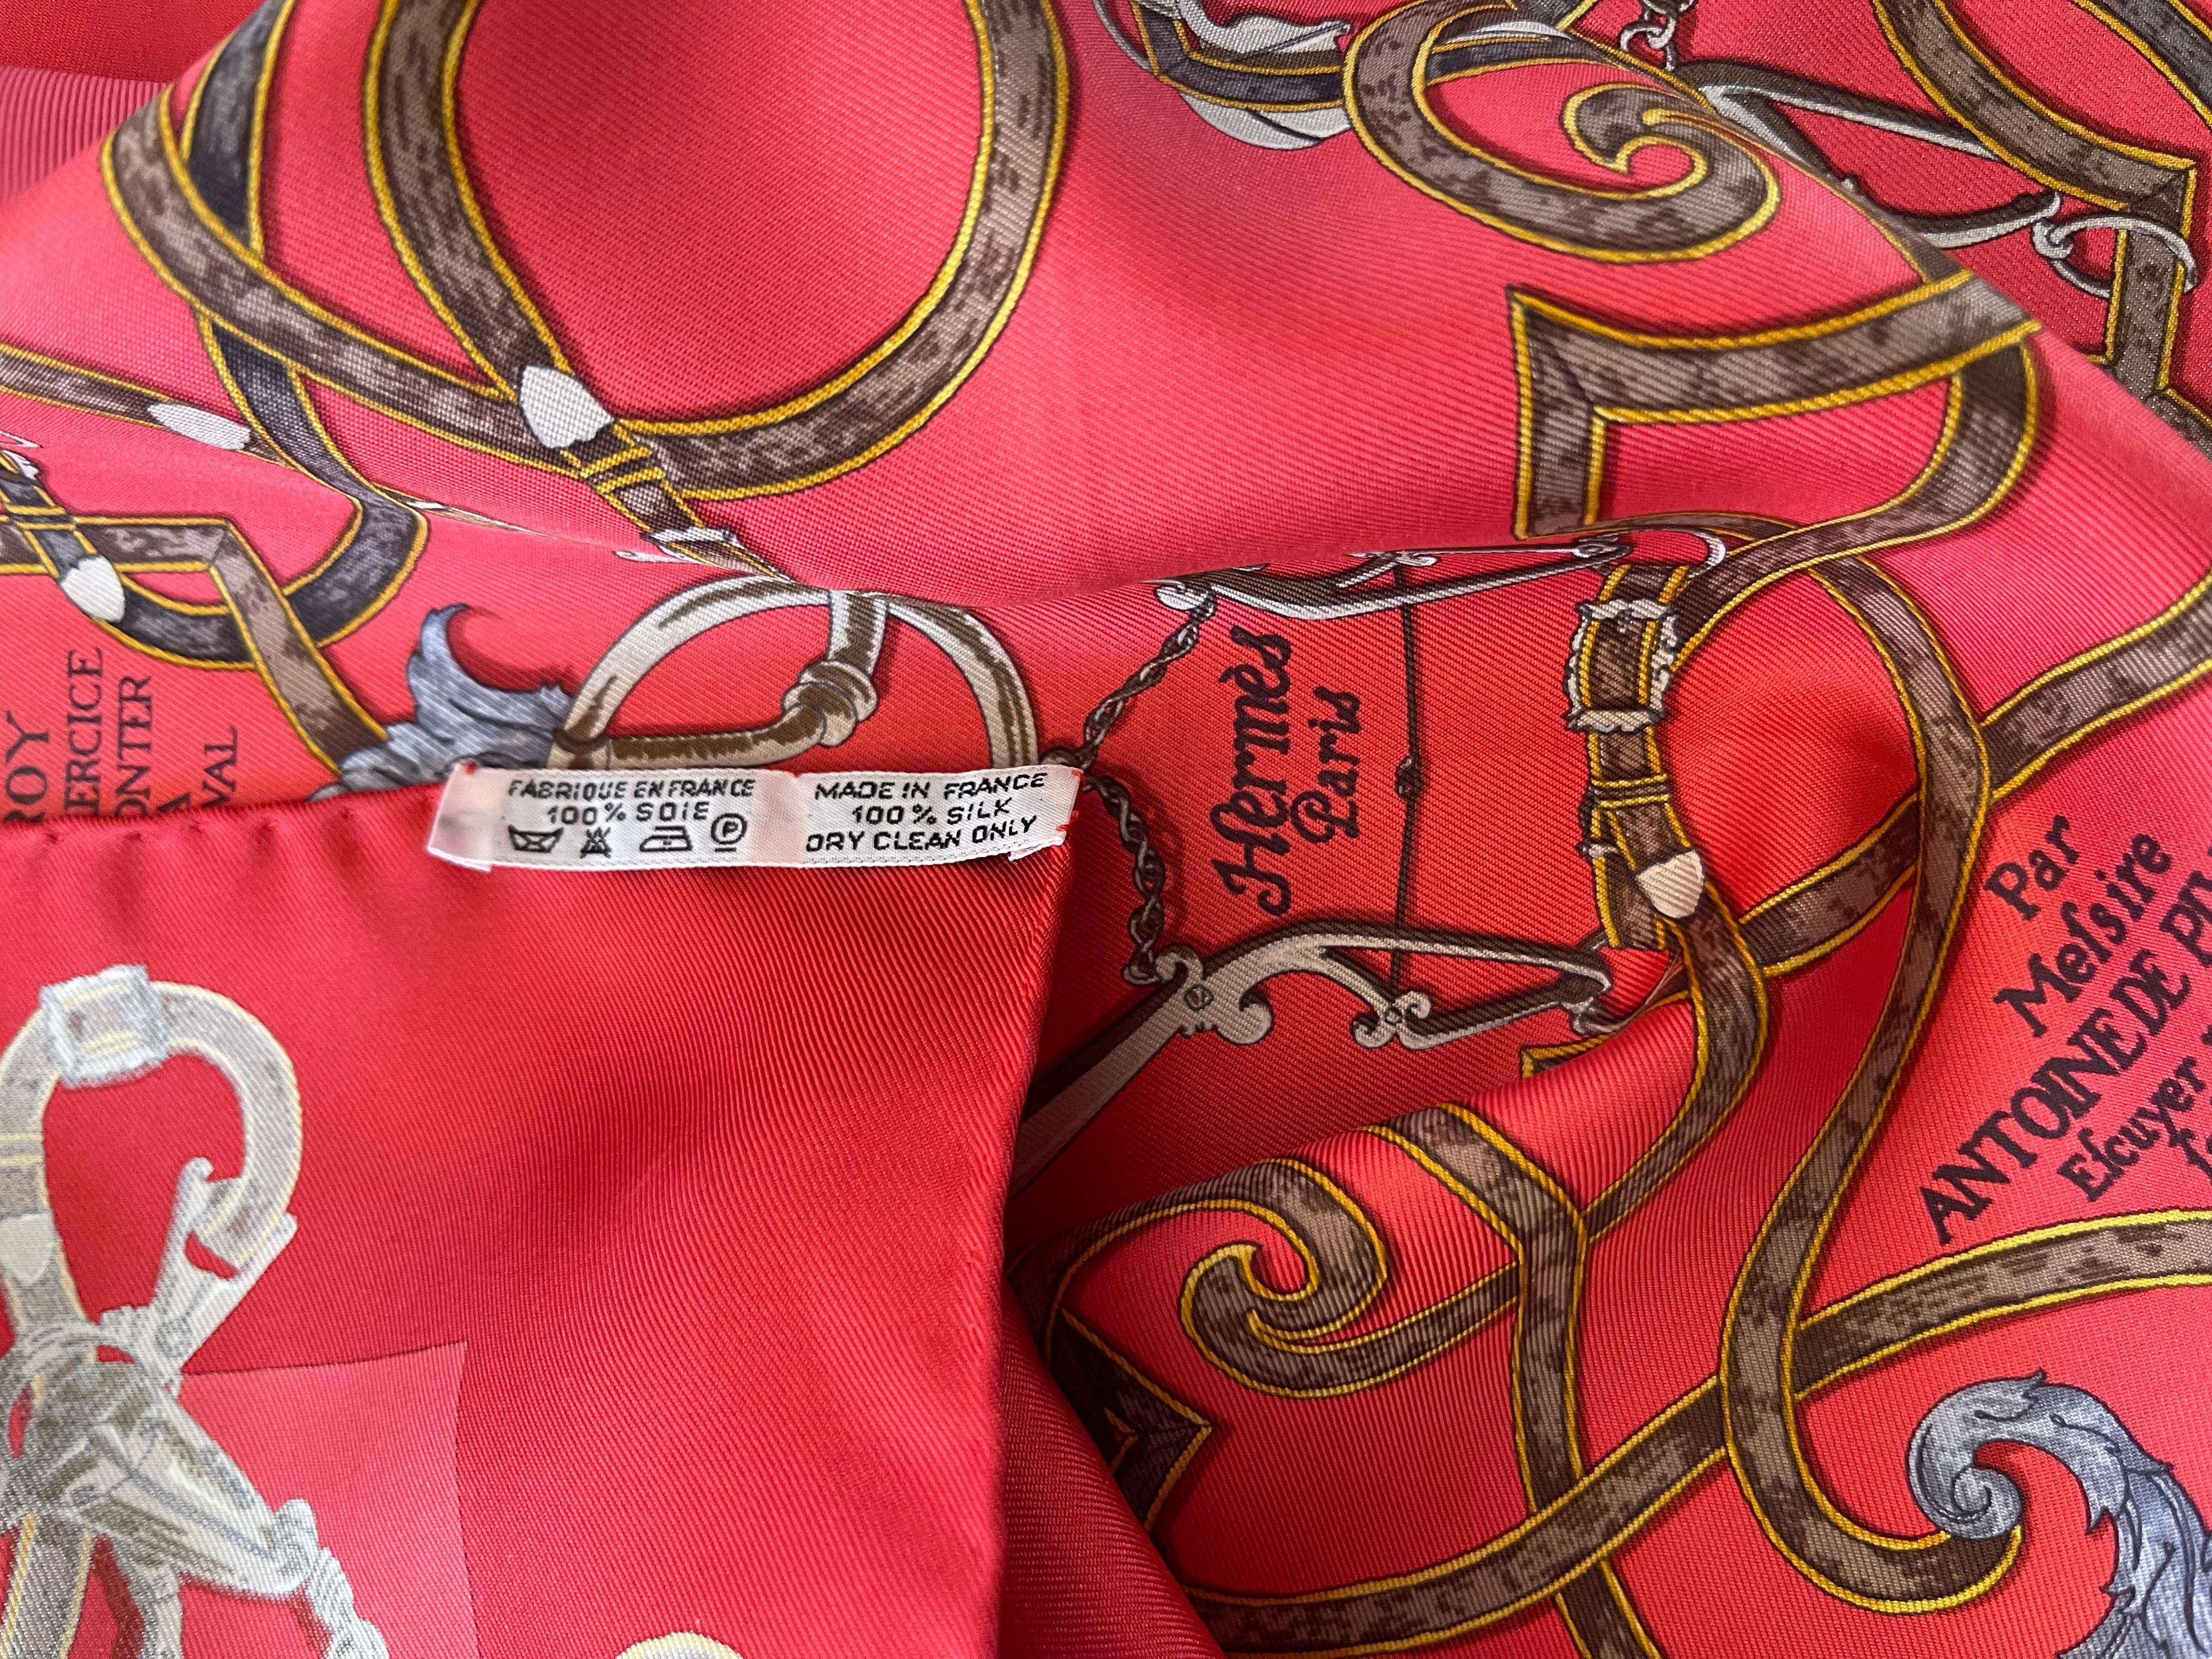 FABRIQUE EN FRANCE
100% SOIE
P
MADE IN FRANCE
100% SILK
DRY CLEAN ONLY
Hermès
Paris
ROY
ERCICE
ONTER
VAL
Par
Meſsire
ANTOINE DE
Eſcuyer